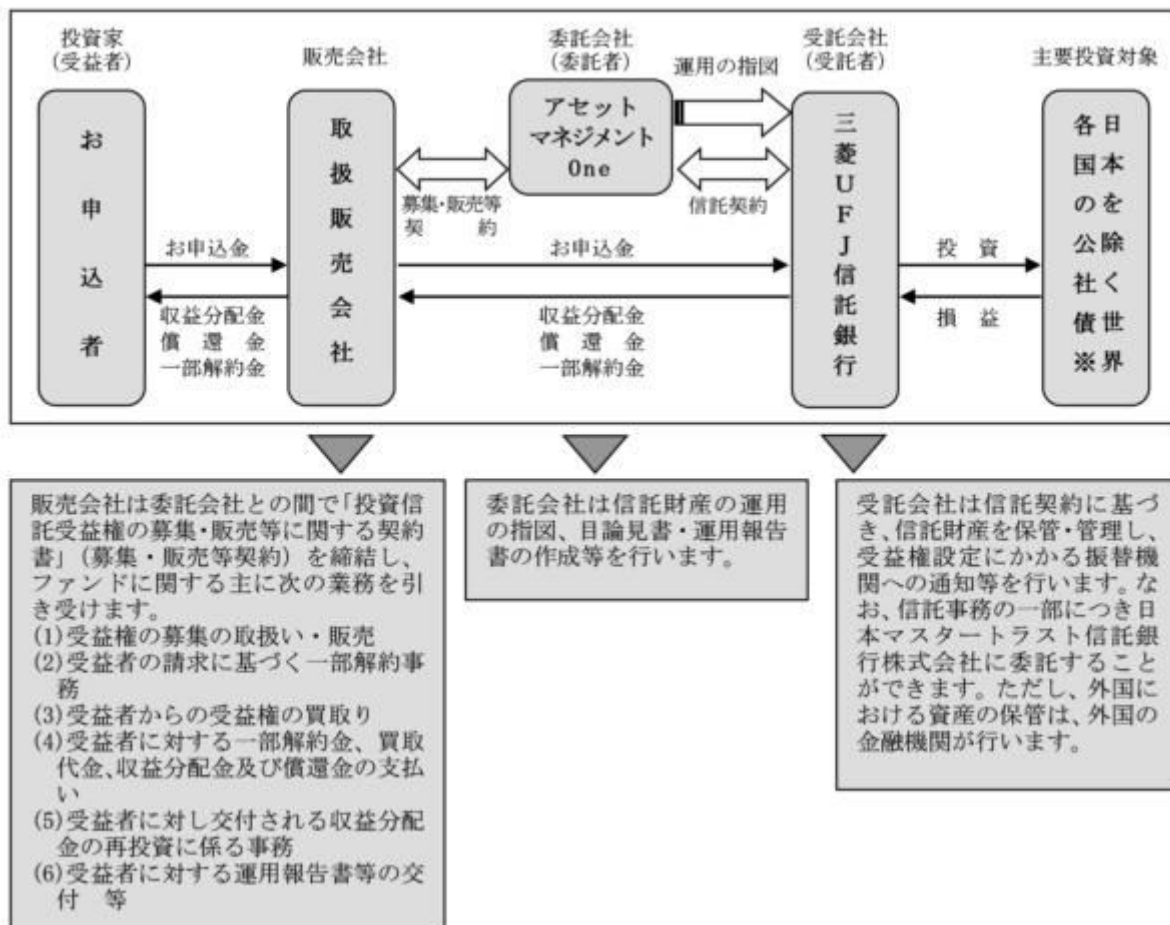 投資家
(受益者)
販売会社
委託会社
(委託者)
運用の指図
受託会社
(受託者)
主要投資対象
お申込者
取扱販売会社
アセット
マネジメント
One
三菱UFJ信託銀行
日本を除く世界
各国の公社債※
募集・販売等
契　約
信託契約
お申込金
お申込金
投　資
収益分配金
償　還　金
一部解約金
収益分配金
償　還　金
一部解約金
損　益
販売会社は委託会社との間で「投資信
託受益権の募集・販売等に関する契約
書」（募集・販売等契約）を締結し、
ファンドに関する主に次の業務を引
き受けます。
(1)受益権の募集の取扱い・販売
(2)受益者の請求に基づく一部解約事
務
(3)受益者からの受益権の買取り
(4)受益者に対する一部解約金、買取
代金、収益分配金及び償還金の支払
い
(5)受益者に対し交付される収益分配
金の再投資に係る事務
(6)受益者に対する運用報告書等の交
付　等
委託会社は信託財産の運用
の指図、目論見書・運用報告
書の作成等を行います。
受託会社は信託契約に基づ
き、信託財産を保管・管理し、
受益権設定にかかる振替機
関への通知等を行います。な
お、信託事務の一部につき日
本マスタートラスト信託銀
行株式会社に委託すること
ができます。ただし、外国に
おける資産の保管は、外国の
金融機関が行います。